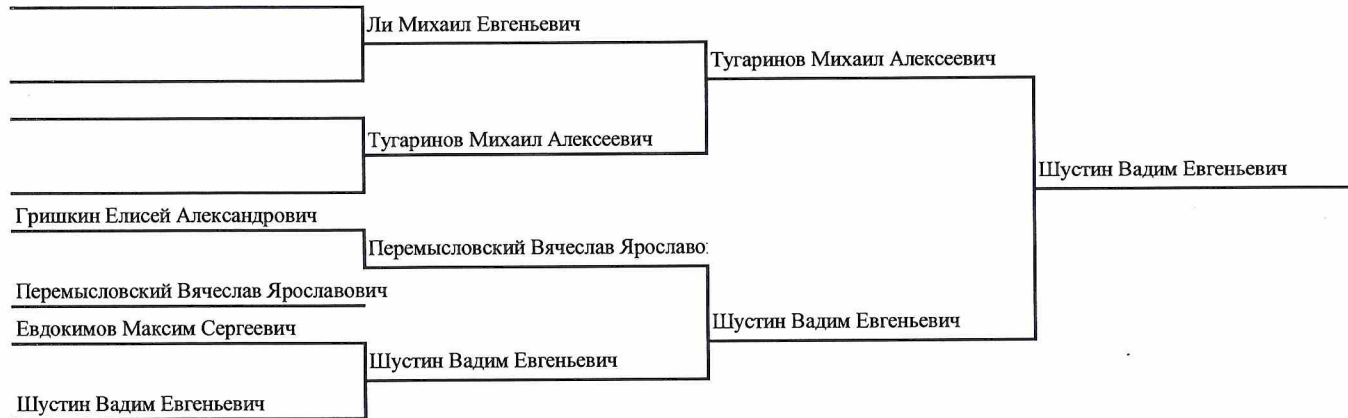 Ли Михаил Евгеньевич
Тугаринов Михаил Алексеевич
Тугаринов Михаил Алексеевич
Шустин Вадим Евгеньевич
Гришкин Елисей Александрович
Перемысловский Вячеслав Ярославо
Перемысловский Вячеслав Ярославович
Евдокимов Максим Сергеевич
Шустин Вадим Евгеньевич
Шустин Вадим Евгеньевич
Шустин Вадим Евгеньевич